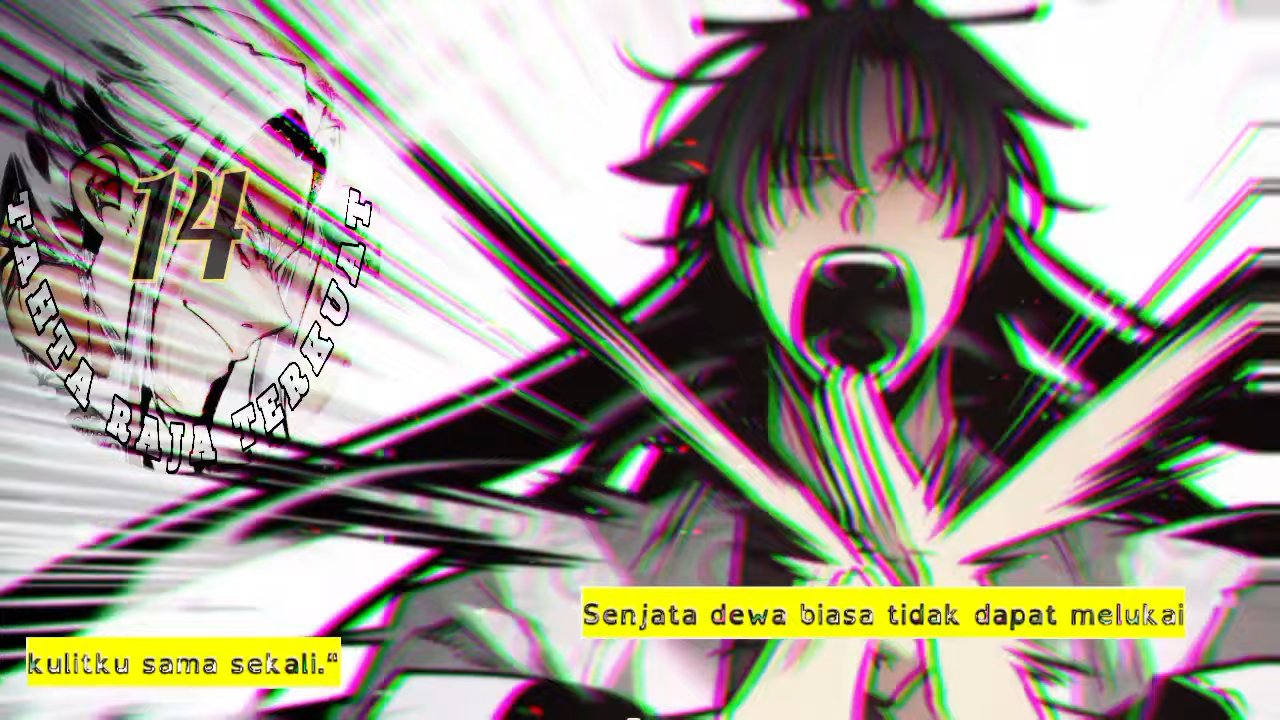 14
TAHTA RAJA TERKUAT
Senjata dewa biasa tidak dapat melukai
kulitku sama sekali.“